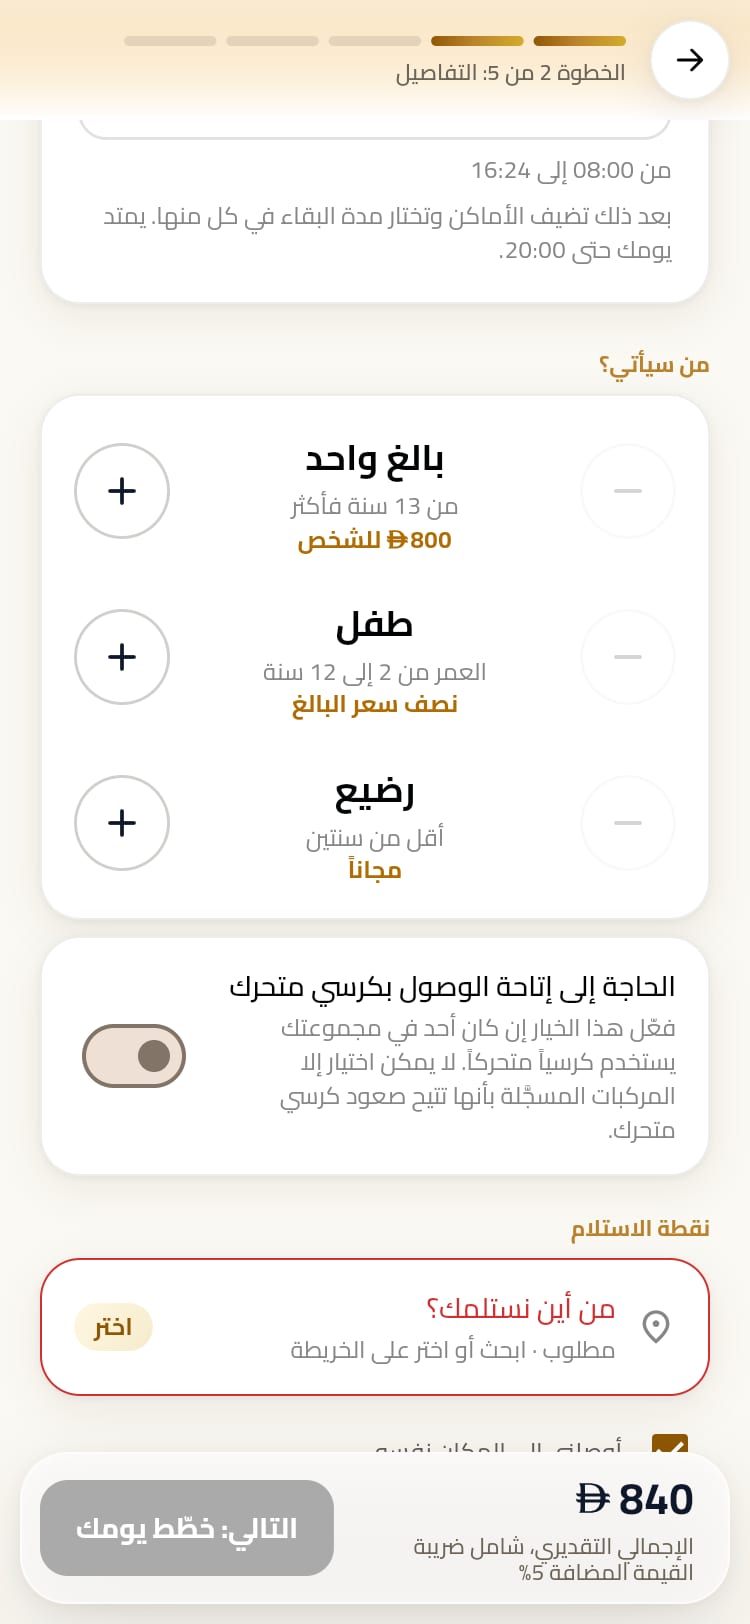 الخطوة 2 من 5: التفاصيل
من 08:00 إلى 16:24
بعد ذلك تضيف الأماكن وتختار مدة البقاء في كل منها. يمتد
يومك حتى 20:00.
من سيأتي؟
بالغ واحد
من 13 سنة فأكثر
800 للشخص
طفل
العمر من 2 إلى 12 سنة
نصف سعر البالغ
رضيع
أقل من سنتين
مجاناً
الحاجة إلى إتاحة الوصول بكرسي متحرك
فعّل هذا الخيار إن كان أحد في مجموعتك
يستخدم كرسياً متحركاً. لا يمكن اختيار إلا
المركبات المسجَّلة بأنها تتيح صعود كرسي
متحرك.
نقطة الاستلام
من أين نستلمك؟
مطلوب · ابحث أو اختر على الخريطة
اختر
أوصلني إلى المكان نفسه
840
الإجمالي التقديري، شامل ضريبة
القيمة المضافة 5%
التالي: خطّط يومك